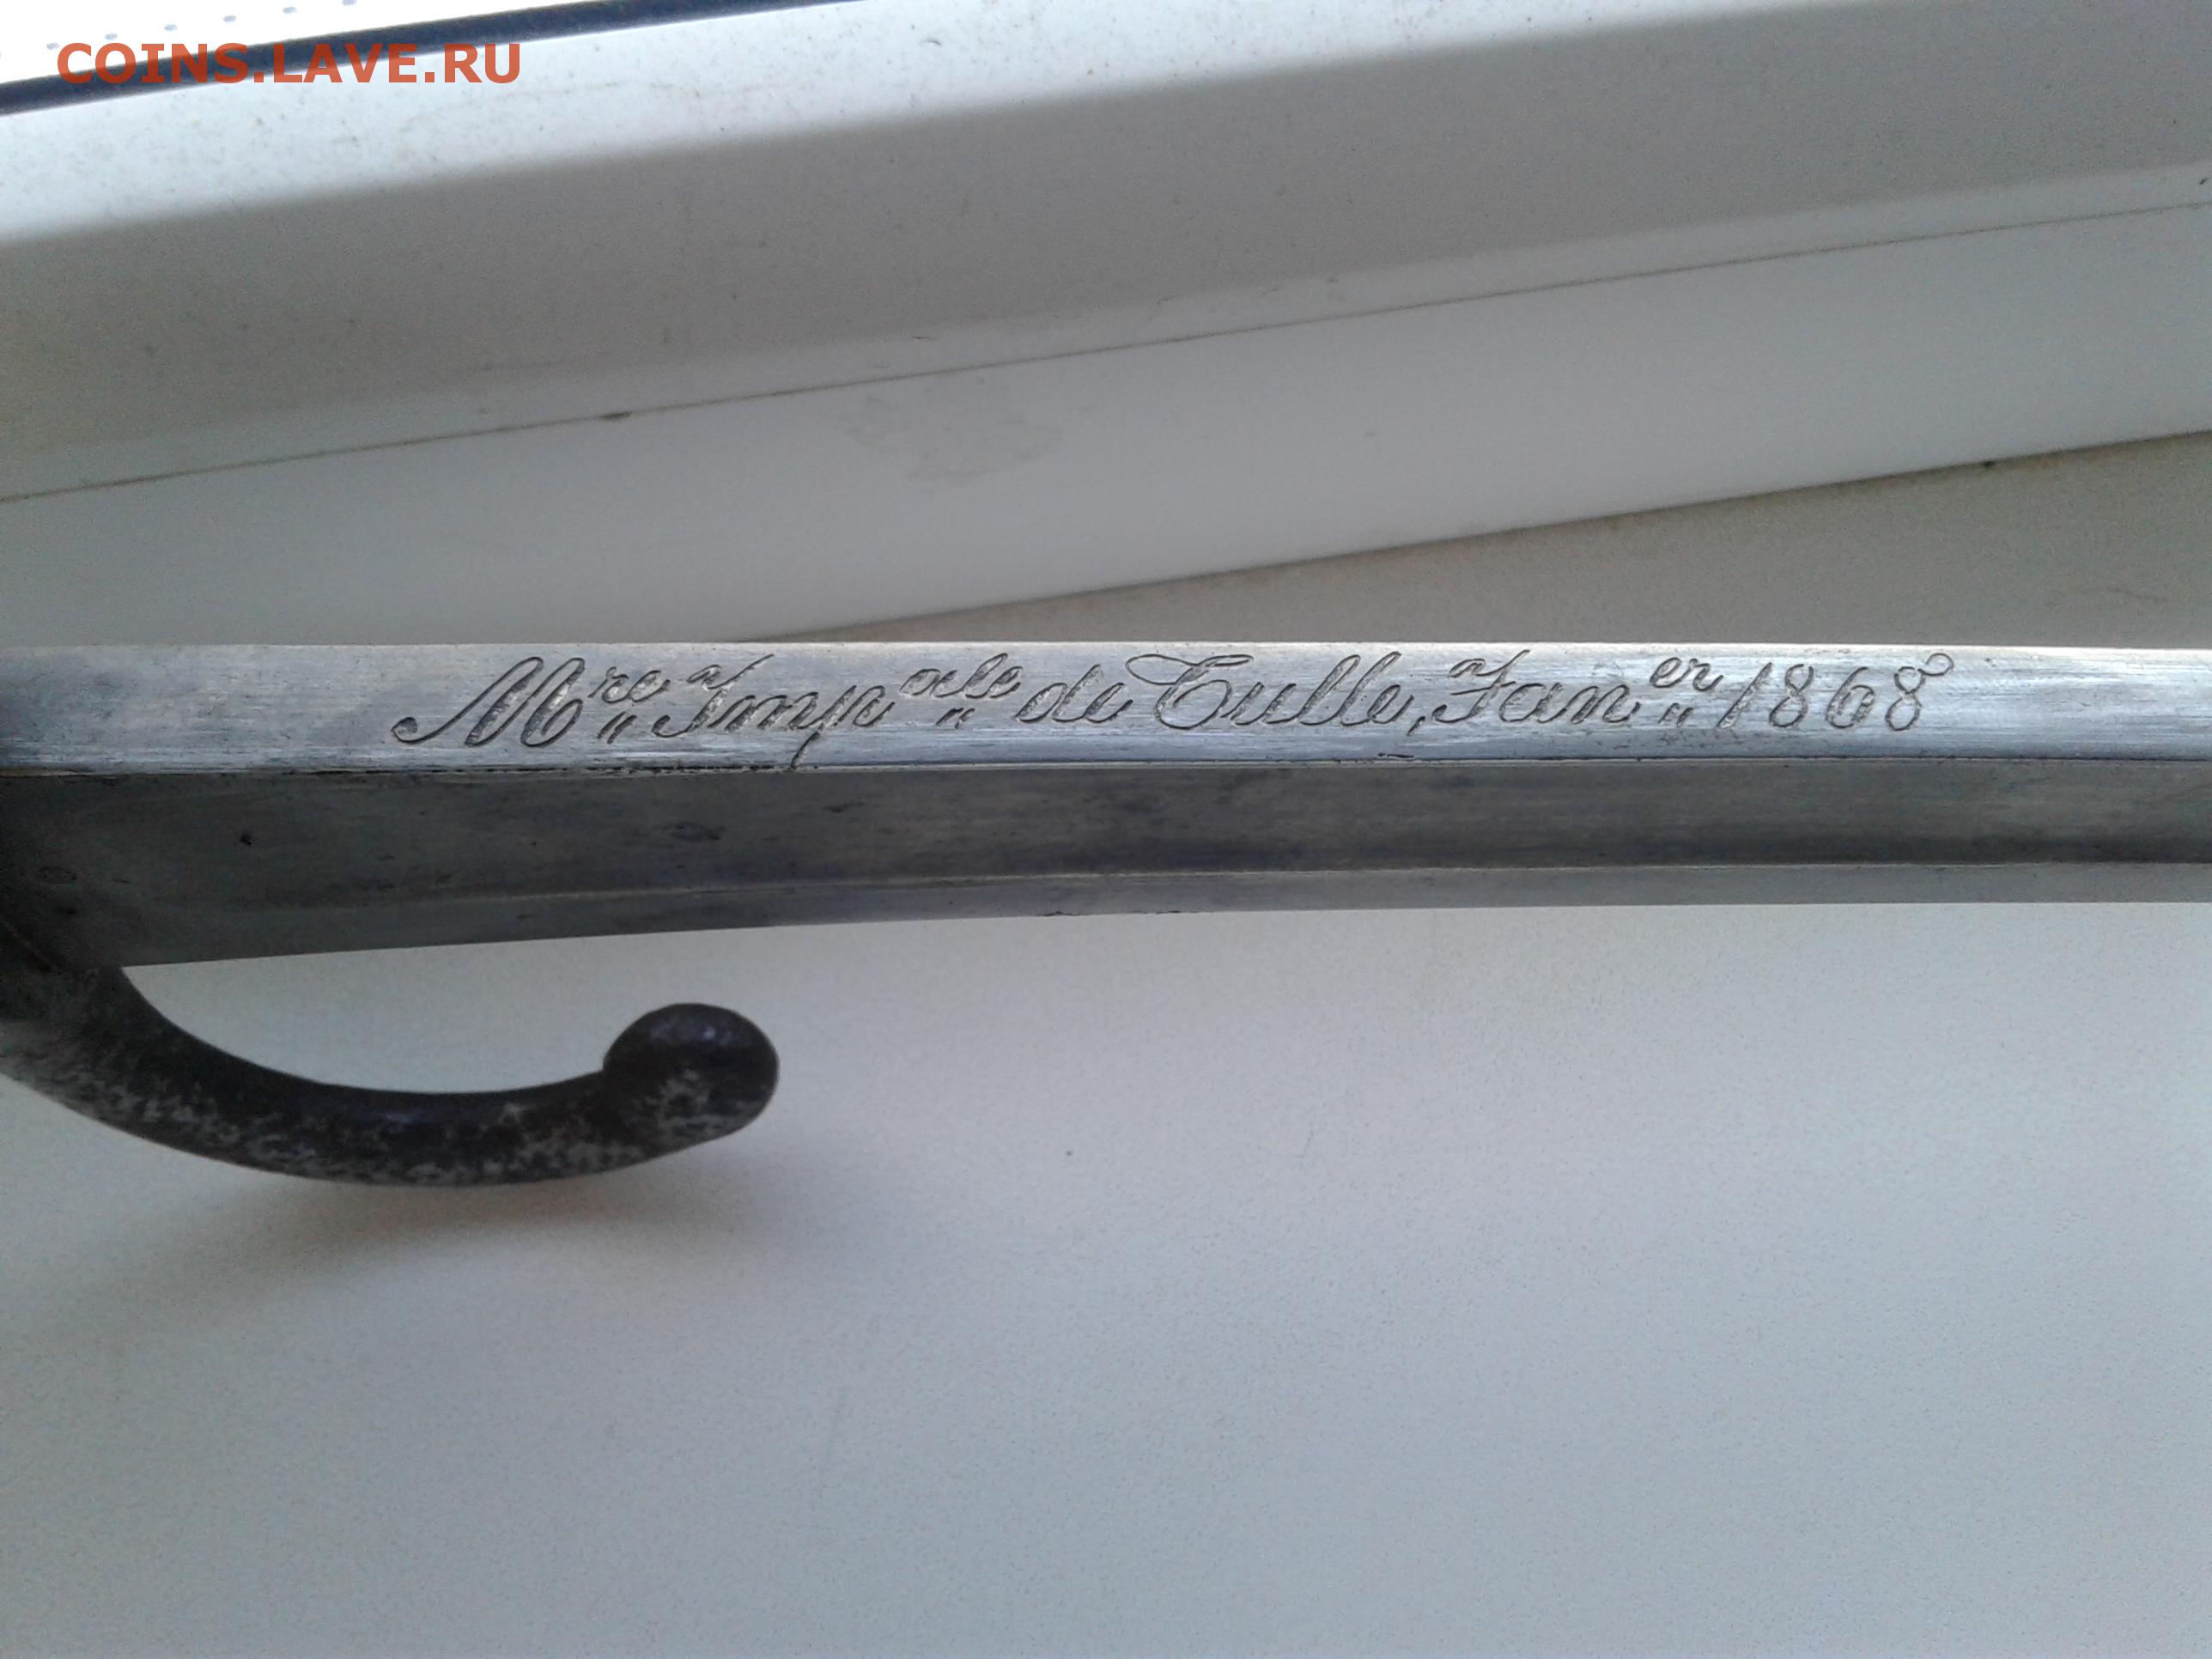 COINS.LAVE.RU
Mre Impale de Tulle, Janer 1868